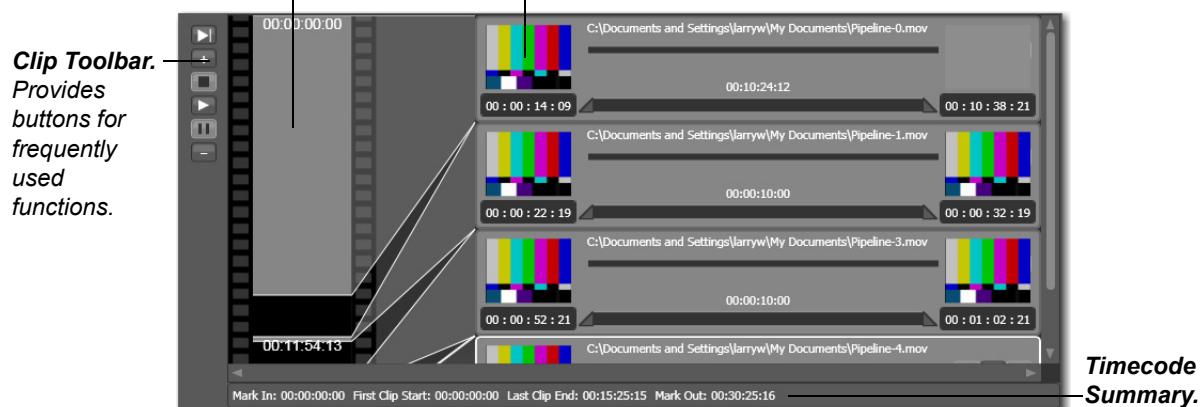 Clip Toolbar.
Provides
buttons for
frequently
used
functions.
00:00:00:00
00:11:54:13
C:\Documents and Settings\larryw\My Documents\Pipeline-0.mov
00:10:24:12
00 : 00 : 14 : 09
00 : 10 : 38 : 21
C:\Documents and Settings\larryw\My Documents\Pipeline-1.mov
00:00:10:00
00 : 00 : 22 : 19
00 : 00 : 32 : 19
C:\Documents and Settings\larryw\My Documents\Pipeline-3.mov
00:00:10:00
00 : 00 : 52 : 21
00 : 01 : 02 : 21
C:\Documents and Settings\larryw\My Documents\Pipeline-4.mov
Mark In: 00:00:00:00 First Clip Start: 00:00:00:00 Last Clip End: 00:15:25:15 Mark Out: 00:30:25:16
Timecode
Summary.